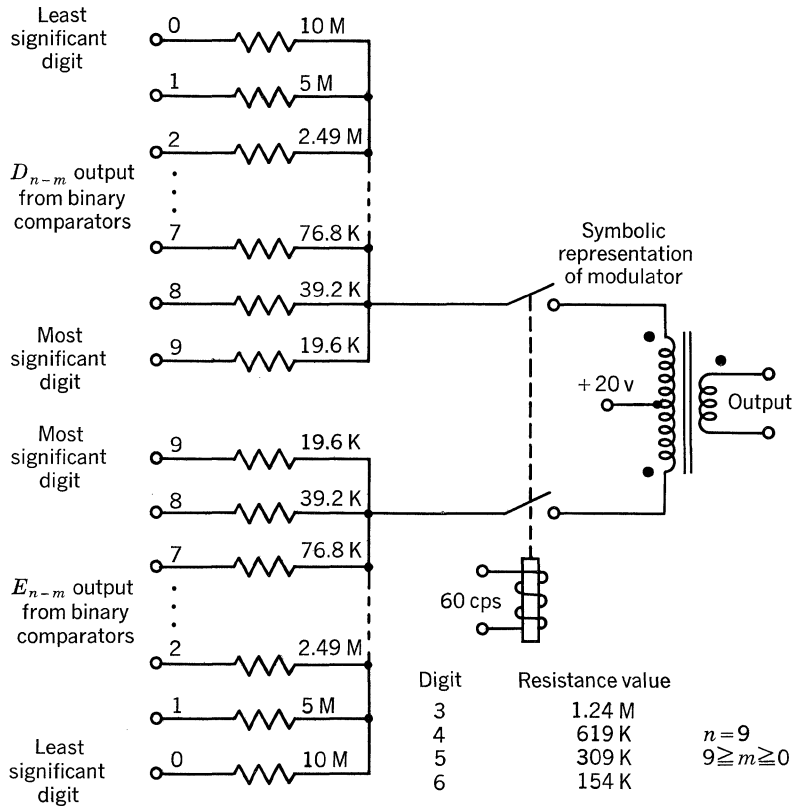 Least
significant
digit
0
10 M
1
5 M
2
2.49 M
D_{n-m} output
from binary
comparators
7
76.8 K
8
39.2 K
9
19.6 K
Most
significant
digit
Symbolic
representation
of modulator
+20 v
Output
Most
significant
digit
9
19.6 K
8
39.2 K
7
76.8 K
E_{n-m} output
from binary
comparators
2
2.49 M
1
5 M
0
10 M
Least
significant
digit
60 cps
Digit Resistance value
3 1.24 M
4 619 K n=9
5 309 K 9≧m≧0
6 154 K